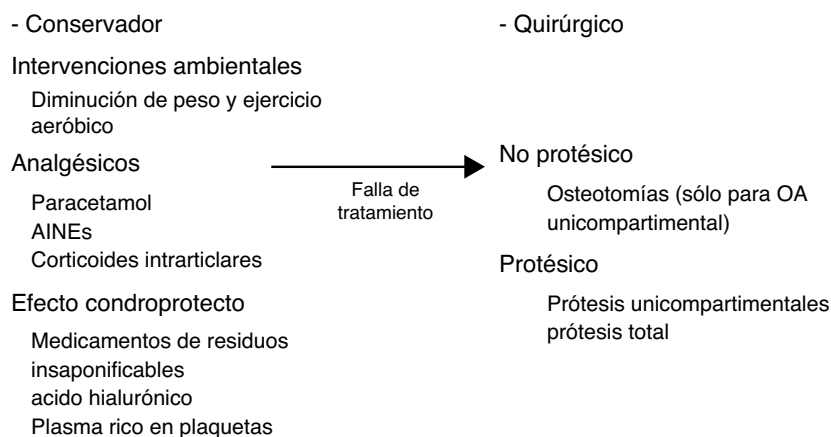 - Conservador
Intervenciones ambientales
Diminución de peso y ejercicio
aeróbico
Analgésicos
Paracetamol
AINEs
Corticoides intrarticlares
Efecto condroprotecto
Medicamentos de residuos
insaponificables
acido hialurónico
Plasma rico en plaquetas
Falla de
tratamiento
- Quirúrgico
No protésico
Osteotomías (sólo para OA
unicompartimental)
Protésico
Prótesis unicompartimentales
prótesis total